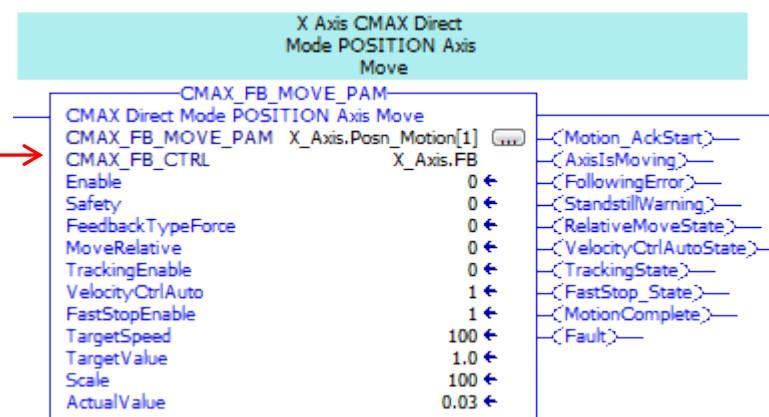 X Axis CMAX Direct
Mode POSITION Axis
Move
CMAX_FB_MOVE_PAM
CMAX Direct Mode POSITION Axis Move
CMAX_FB_MOVE_PAM X_Axis.Posn_Motion[1] ... Motion_AckStart
CMAX_FB_CTRL X_Axis.FB AxisIsMoving
Enable 0 FollowingError
Safety 0 StandstillWarning
FeedbackTypeForce 0 RelativeMoveState
MoveRelative 0 VelocityCtrlAutoState
TrackingEnable 0 TrackingState
VelocityCtrlAuto 1 FastStop_State
FastStopEnable 1 MotionComplete
TargetSpeed 100 Fault
TargetValue 1.0
Scale 100
ActualValue 0.03